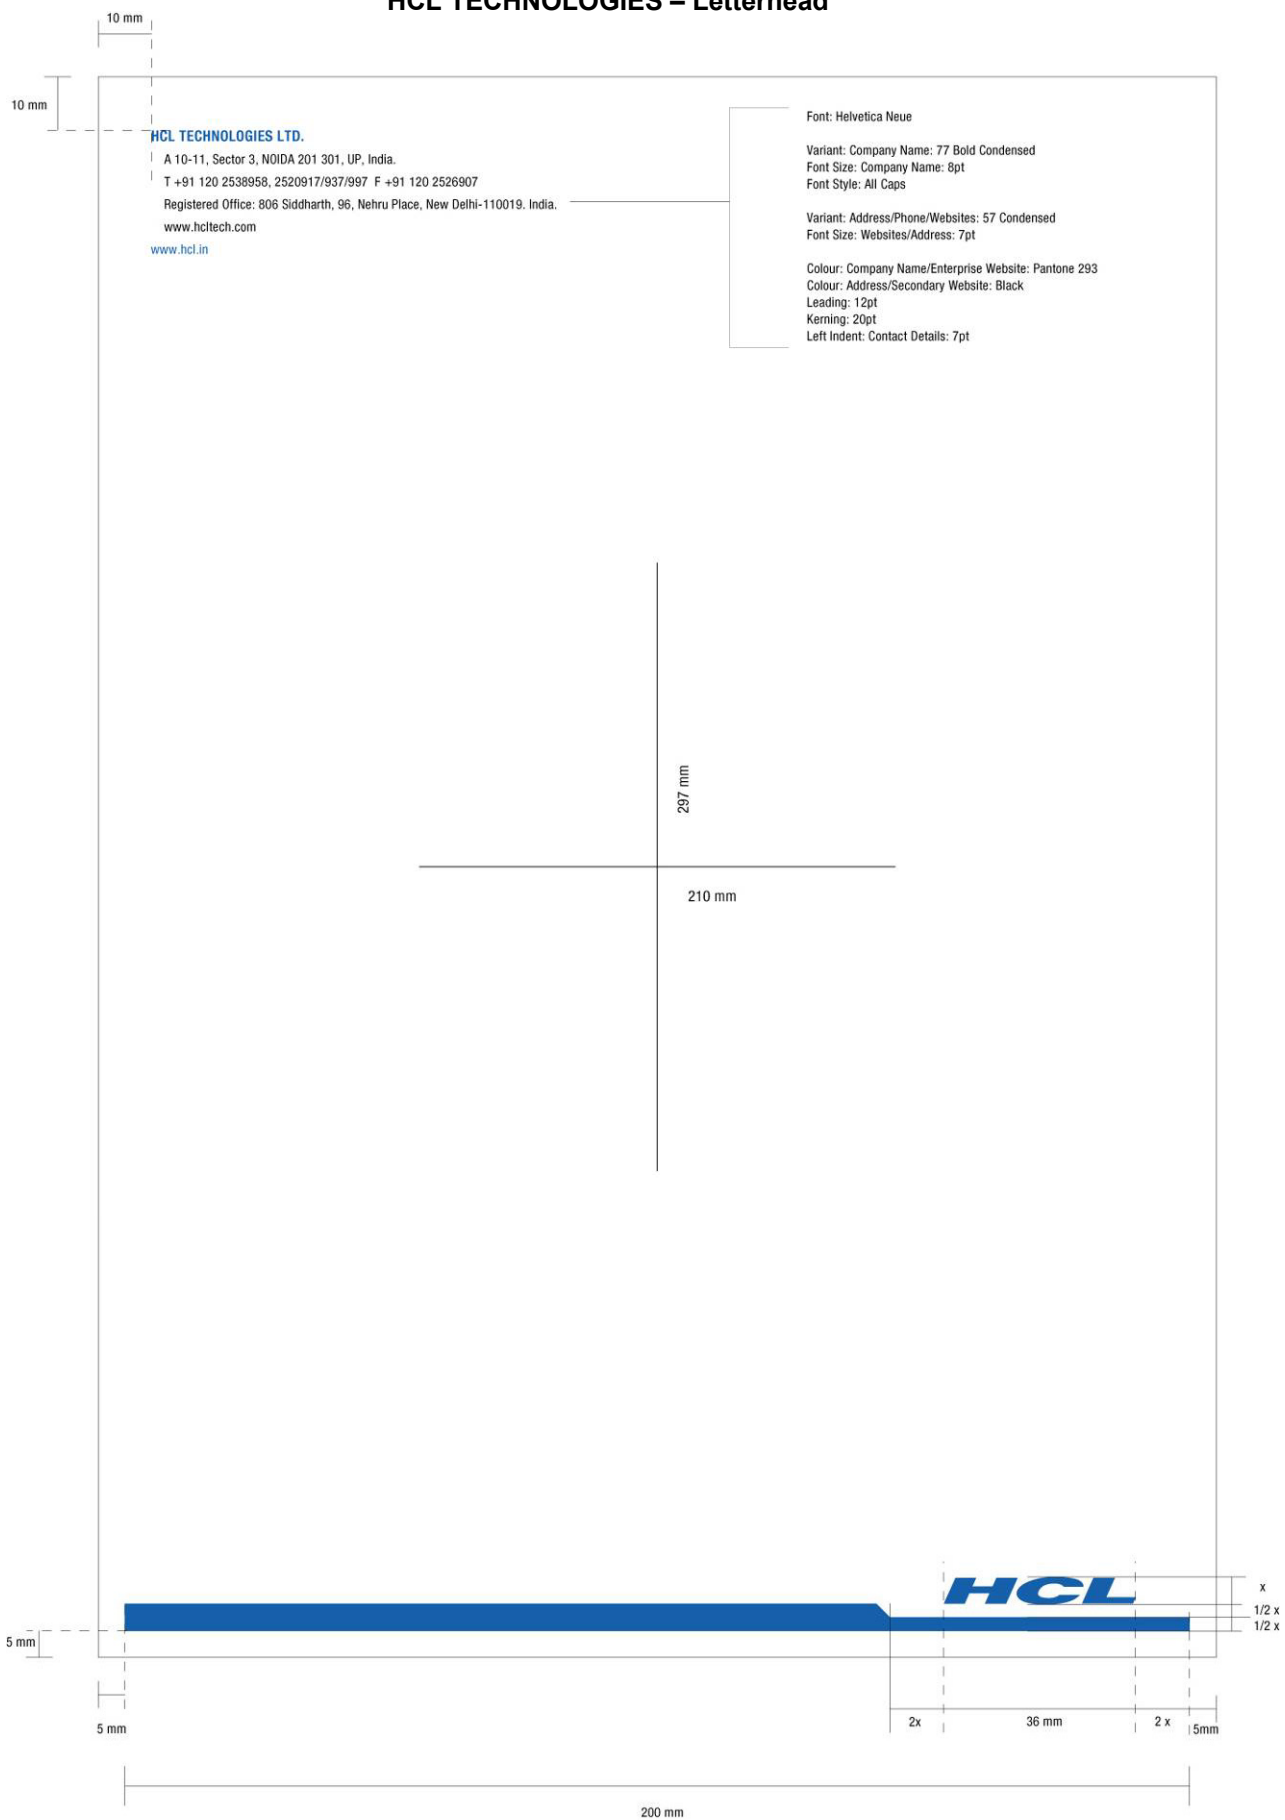 HCL TECHNOLOGIES – Letterhead
10 mm
10 mm
HCL TECHNOLOGIES LTD.
A 10-11, Sector 3, NOIDA 201 301, UP, India.
T +91 120 2538958, 2520917/937/997 F +91 120 2526907
Registered Office: 806 Siddharth, 96, Nehru Place, New Delhi-110019. India.
www.hcltech.com
www.hcl.in
Font: Helvetica Neue
Variant: Company Name: 77 Bold Condensed
Font Size: Company Name: 8pt
Font Style: All Caps
Variant: Address/Phone/Websites: 57 Condensed
Font Size: Websites/Address: 7pt
Colour: Company Name/Enterprise Website: Pantone 293
Colour: Address/Secondary Website: Black
Leading: 12pt
Kerning: 20pt
Left Indent: Contact Details: 7pt
297 mm
210 mm
HCL
x
1/2 x
1/2 x
5 mm
5 mm
2x
36 mm
2 x
5mm
200 mm